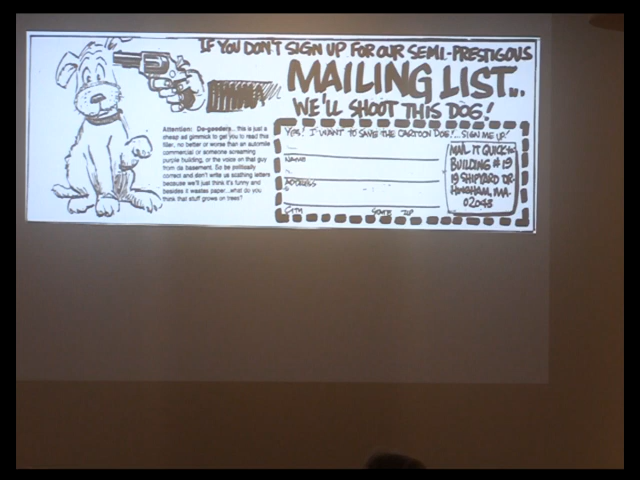 IF YOU DON'T SIGN UP FOR OUR SEMI-PRESTIGOUS
MAILING LIST...
WE'LL SHOOT THIS DOG!
Attention: Do-gooders... this is just a
cheap ad gimmick to get you to read this
filler, no better or worse than an automile
commercial or someone screaming
purple building, or the voice on that guy
from da basement. So be politically
correct and don't write us scathing letters
because we'll just think it's funny and
besides it wastes paper...what do you
think that stuff grows on trees?
YES! I WANT TO SAVE THE CARTOON DOG!... SIGN ME UP!
NAME
ADDRESS
CITY STATE ZIP
MAIL IT QUICK TO:
BUILDING #19
19 SHIPYARD DR.
HINGHAM, MA
02043